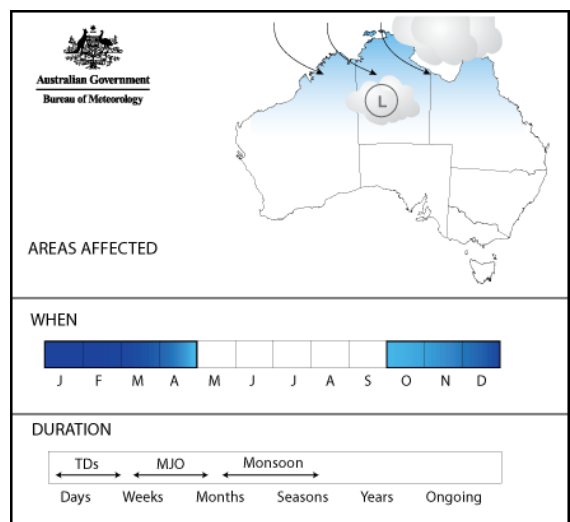 Australian Government
Bureau of Meteorology
L
AREAS AFFECTED
WHEN
J F M A M J J A S O N D
DURATION
TDs MJO Monsoon
Days Weeks Months Seasons Years Ongoing